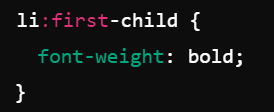 li:first-child {
  font-weight: bold;
}